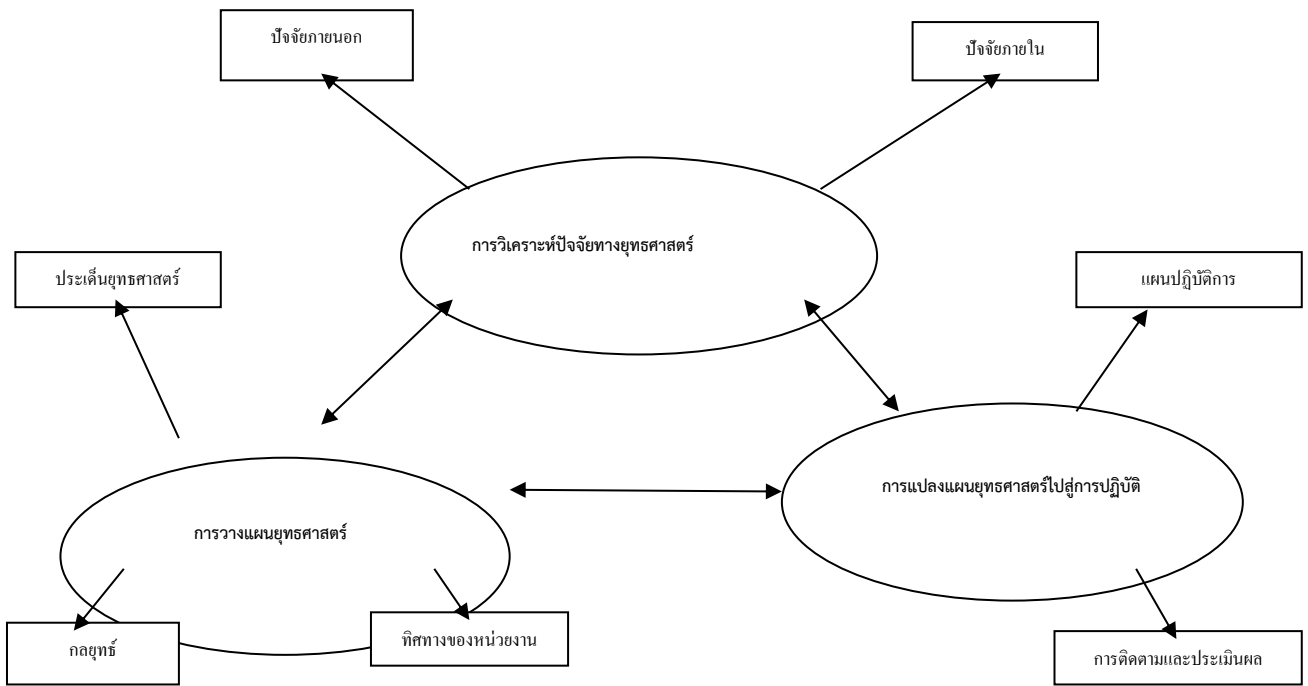 ปัจจัยภายนอก
ปัจจัยภายใน
การวิเคราะห์ปัจจัยทางยุทธศาสตร์
ประเด็นยุทธศาสตร์
แผนปฏิบัติการ
การแปลงแผนยุทธศาสตร์ไปสู่การปฏิบัติ
การวางแผนยุทธศาสตร์
กลยุทธ์
ทิศทางของหน่วยงาน
การติดตามและประเมินผล